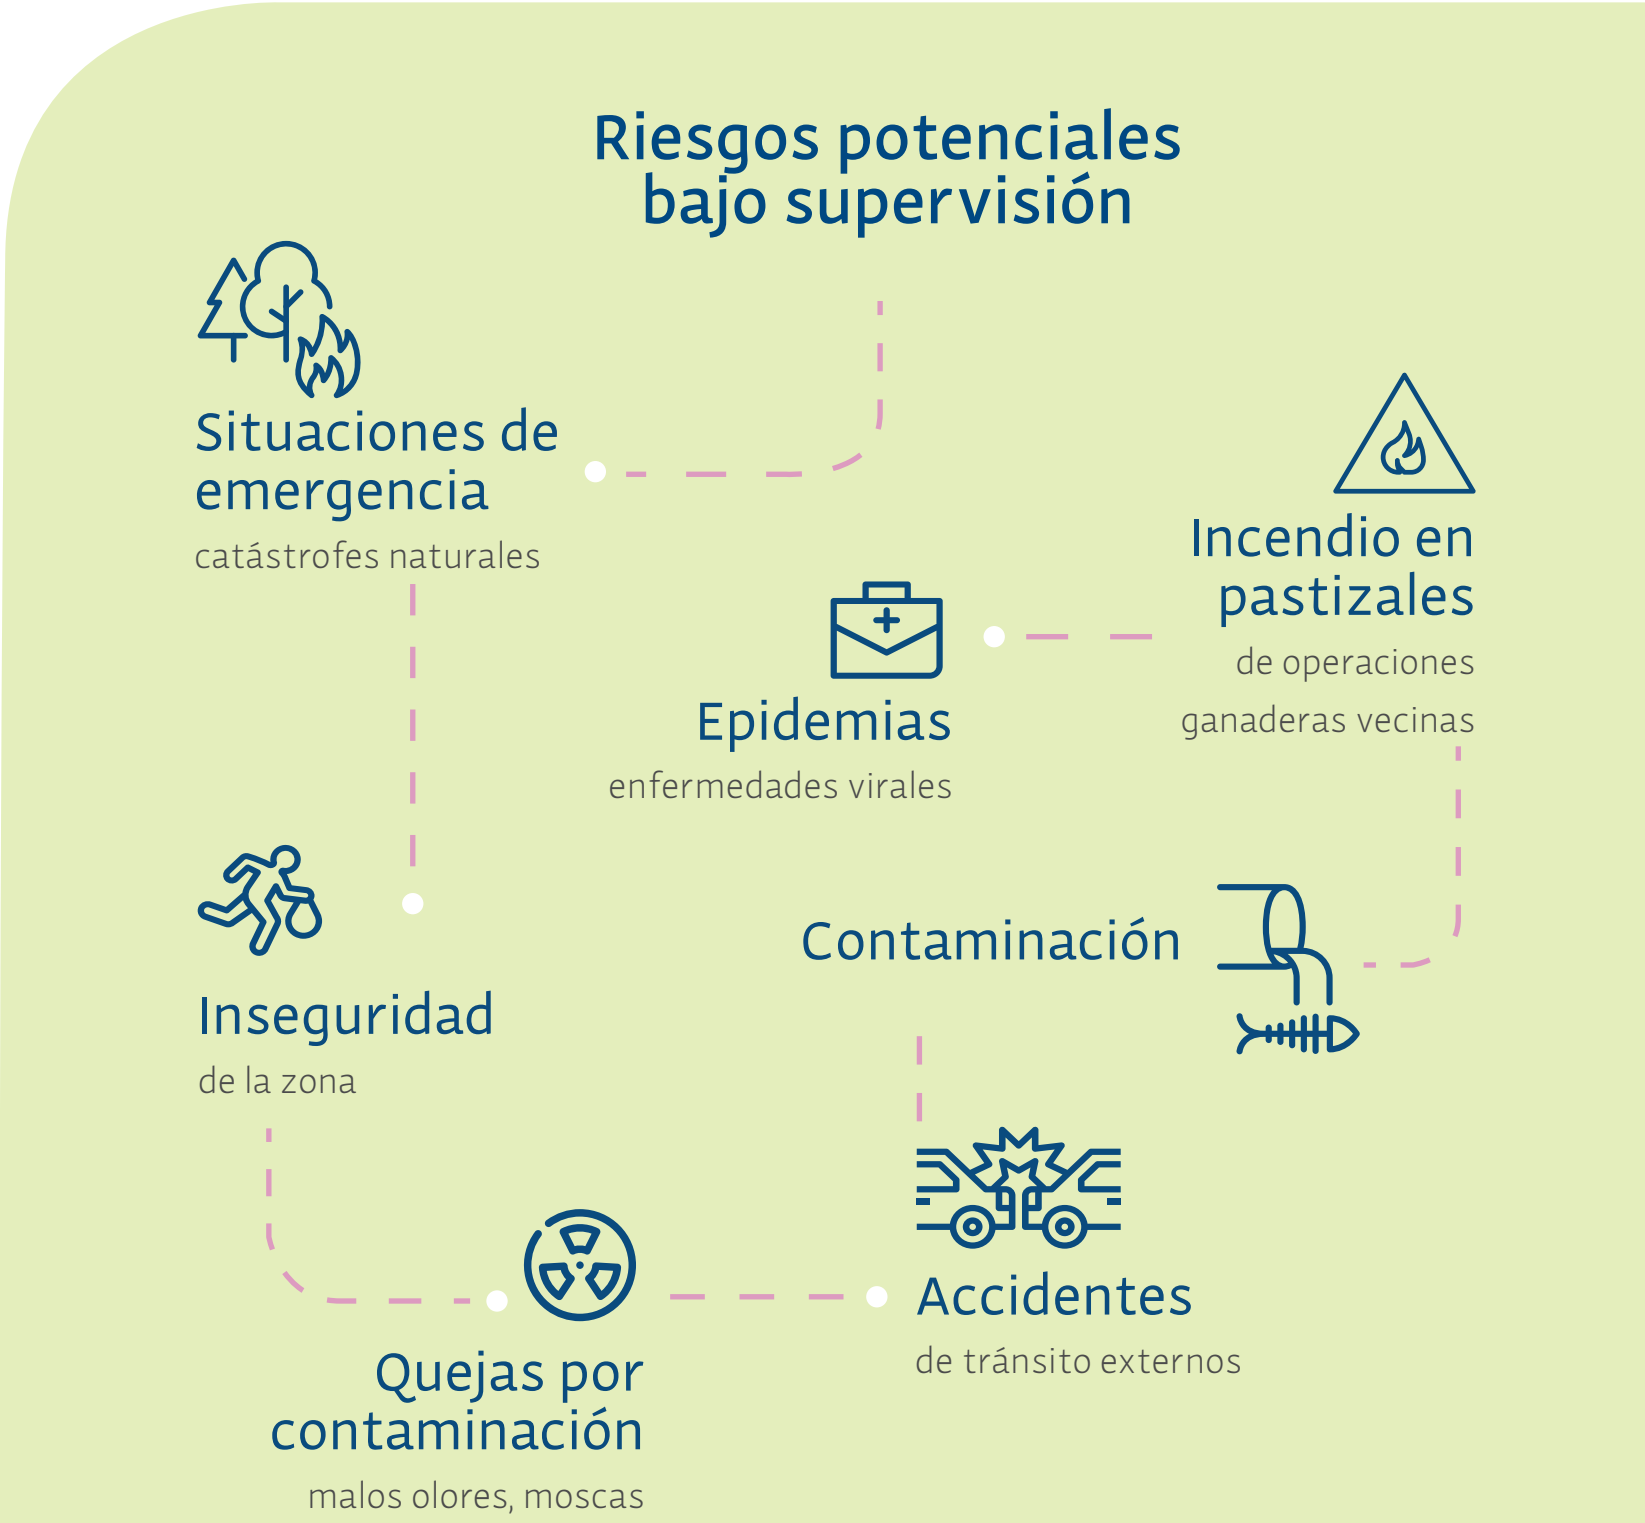 Riesgos potenciales
bajo supervisión
Situaciones de
emergencia
catástrofes naturales
Incendio en
pastizales
de operaciones
ganaderas vecinas
Epidemias
enfermedades virales
Inseguridad
de la zona
Contaminación
Accidentes
de tránsito externos
Quejas por
contaminación
malos olores, moscas